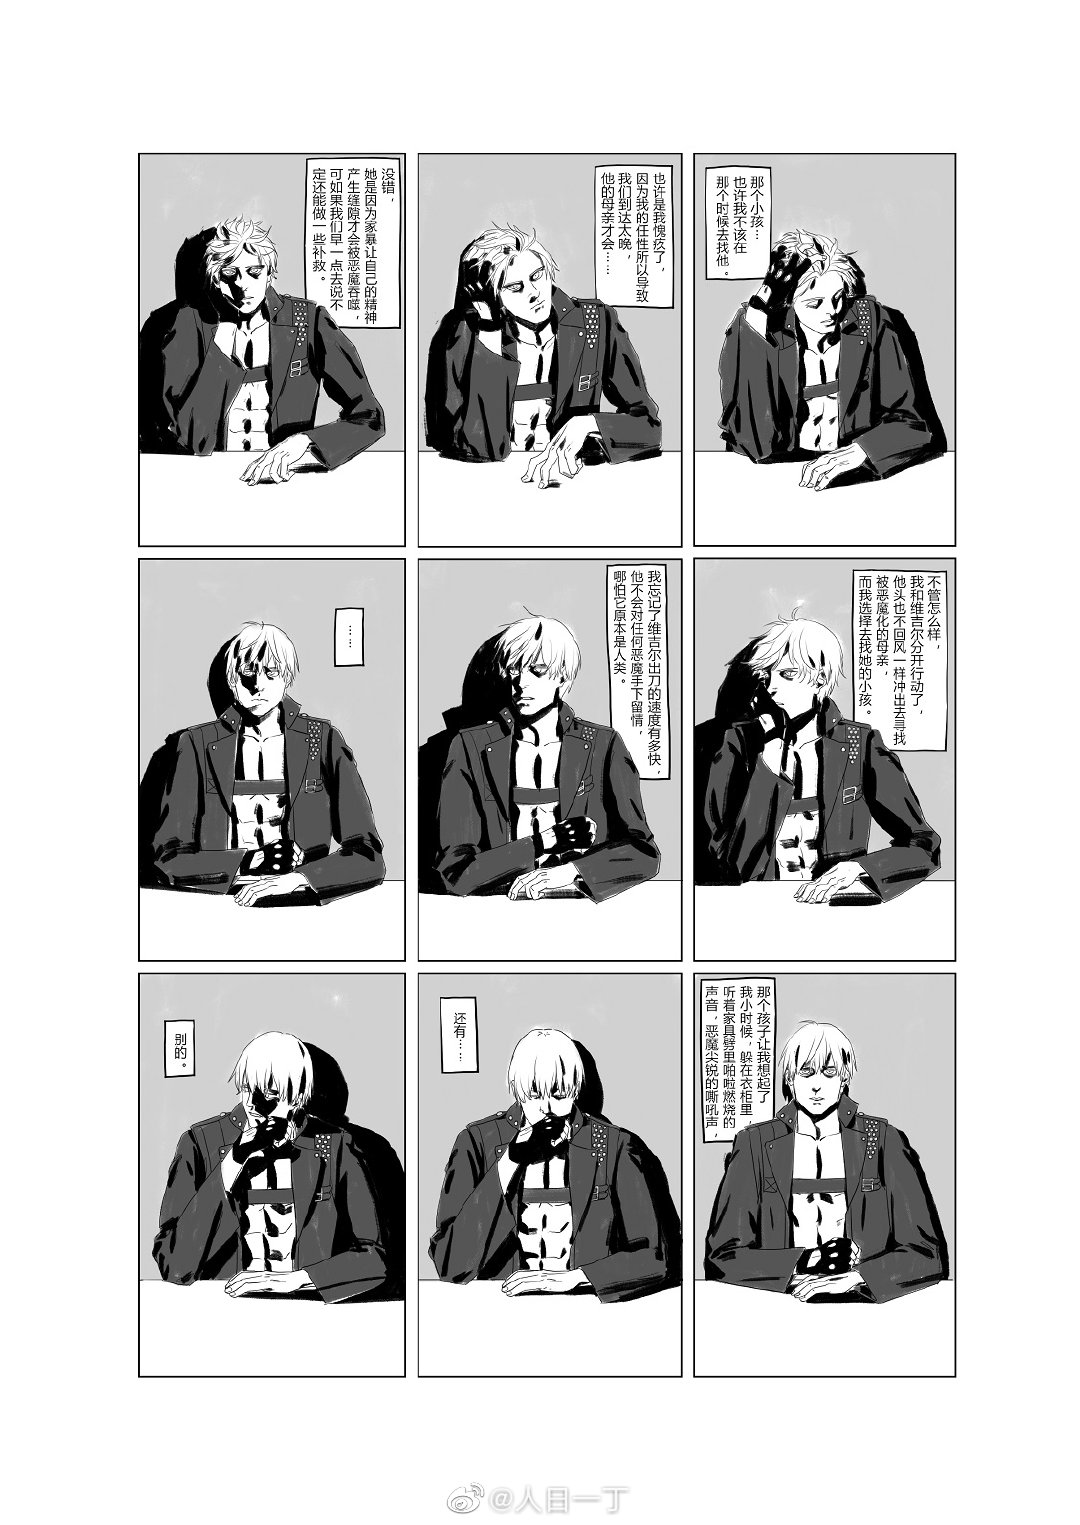 那个小孩…
也许我不该在
那个时候去找他。
也许是我愧疚了，
因为我的任性所以导致
我们到达太晚，
他的母亲才会……
没错，
她是因为家暴让自己的精神
产生缝隙才会被恶魔吞噬，
可如果我们早一点去说不
定还能做一些补救。
不管怎么样，
我和维吉尔分开行动了，
他头也不回风一样冲出去寻找
被恶魔化的母亲，
而我选择去找她的小孩。
我忘记了维吉尔出刀的速度有多快，
他不会对任何恶魔手下留情，
哪怕它原本是人类。
……
那个孩子让我想起了
我小时候，躲在衣柜里，
听着家具劈里啪啦燃烧的
声音，恶魔尖锐的嘶吼声，
还有……
别的。
@人日一丁